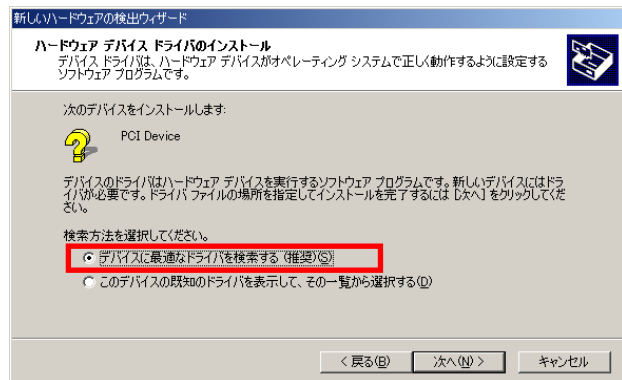 新しいハードウェアの検出ウィザード
ハードウェア デバイス ドライバのインストール
デバイス ドライバは、ハードウェア デバイスがオペレーティング システムで正しく動作するように設定する
ソフトウェア プログラムです。
次のデバイスをインストールします:
PCI Device
デバイスのドライバはハードウェア デバイスを実行するソフトウェア プログラムです。新しいデバイスにはドラ
イバが必要です。ドライバ ファイルの場所を指定してインストールを完了するには [次へ] をクリックしてくだ
さい。
検索方法を選択してください。
デバイスに最適なドライバを検索する (推奨)(S)
このデバイスの既知のドライバを表示して、その一覧から選択する(D)
< 戻る(B)
次へ(N) >
キャンセル